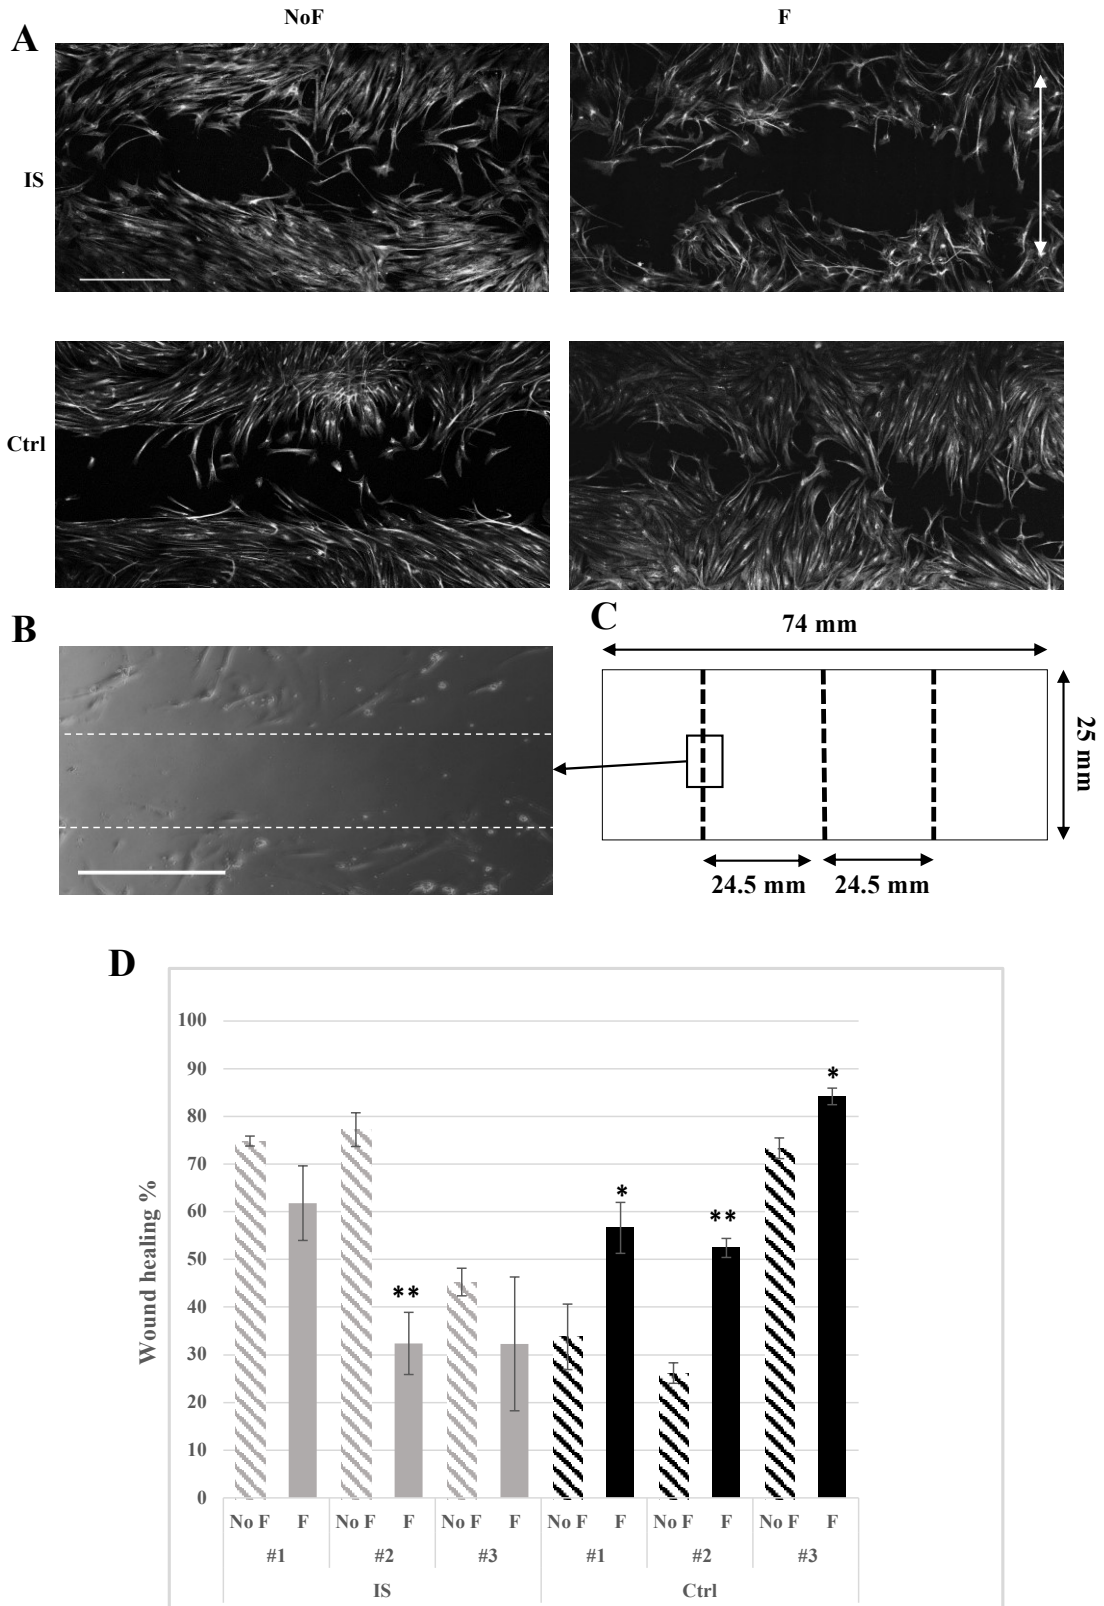 NoF F
A
IS
Ctrl
B
C
74 mm
25 mm
24.5 mm 24.5 mm
D
100
90
80
70
60
50
40
30
20
10
0
Wound healing %
**
*
**
*
No F F No F F No F F No F F No F F No F F
#1 #2 #3 #1 #2 #3
IS Ctrl